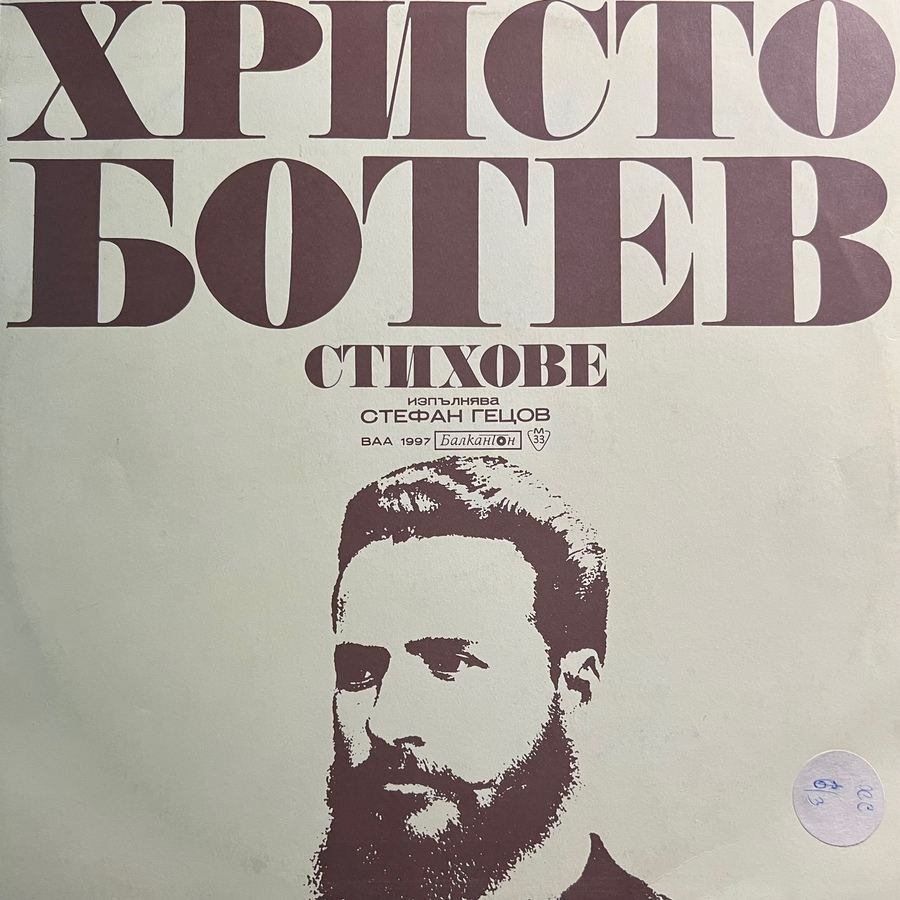 ХРИСТО
БОТЕВ
СТИХОВЕ
изпълнява
СТЕФАН ГЕЦОВ
ВАА 1997 Балкантон М 33